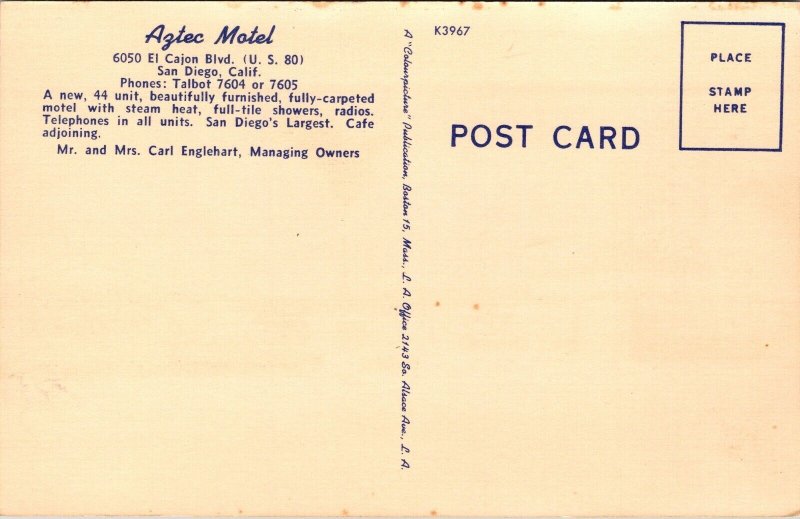 Aztec Motel
6050 El Cajon Blvd. (U. S. 80)
San Diego, Calif.
Phones: Talbot 7604 or 7605
A new, 44 unit, beautifully furnished, fully-carpeted
motel with steam heat, full-tile showers, radios.
Telephones in all units. San Diego's Largest. Cafe
adjoining.
Mr. and Mrs. Carl Englehart, Managing Owners
A "Colourpicture" Publication, Boston 15, Mass., L. A. Office 2143 So. Alsace Ave., L. A.
K3967
POST CARD
PLACE
STAMP
HERE